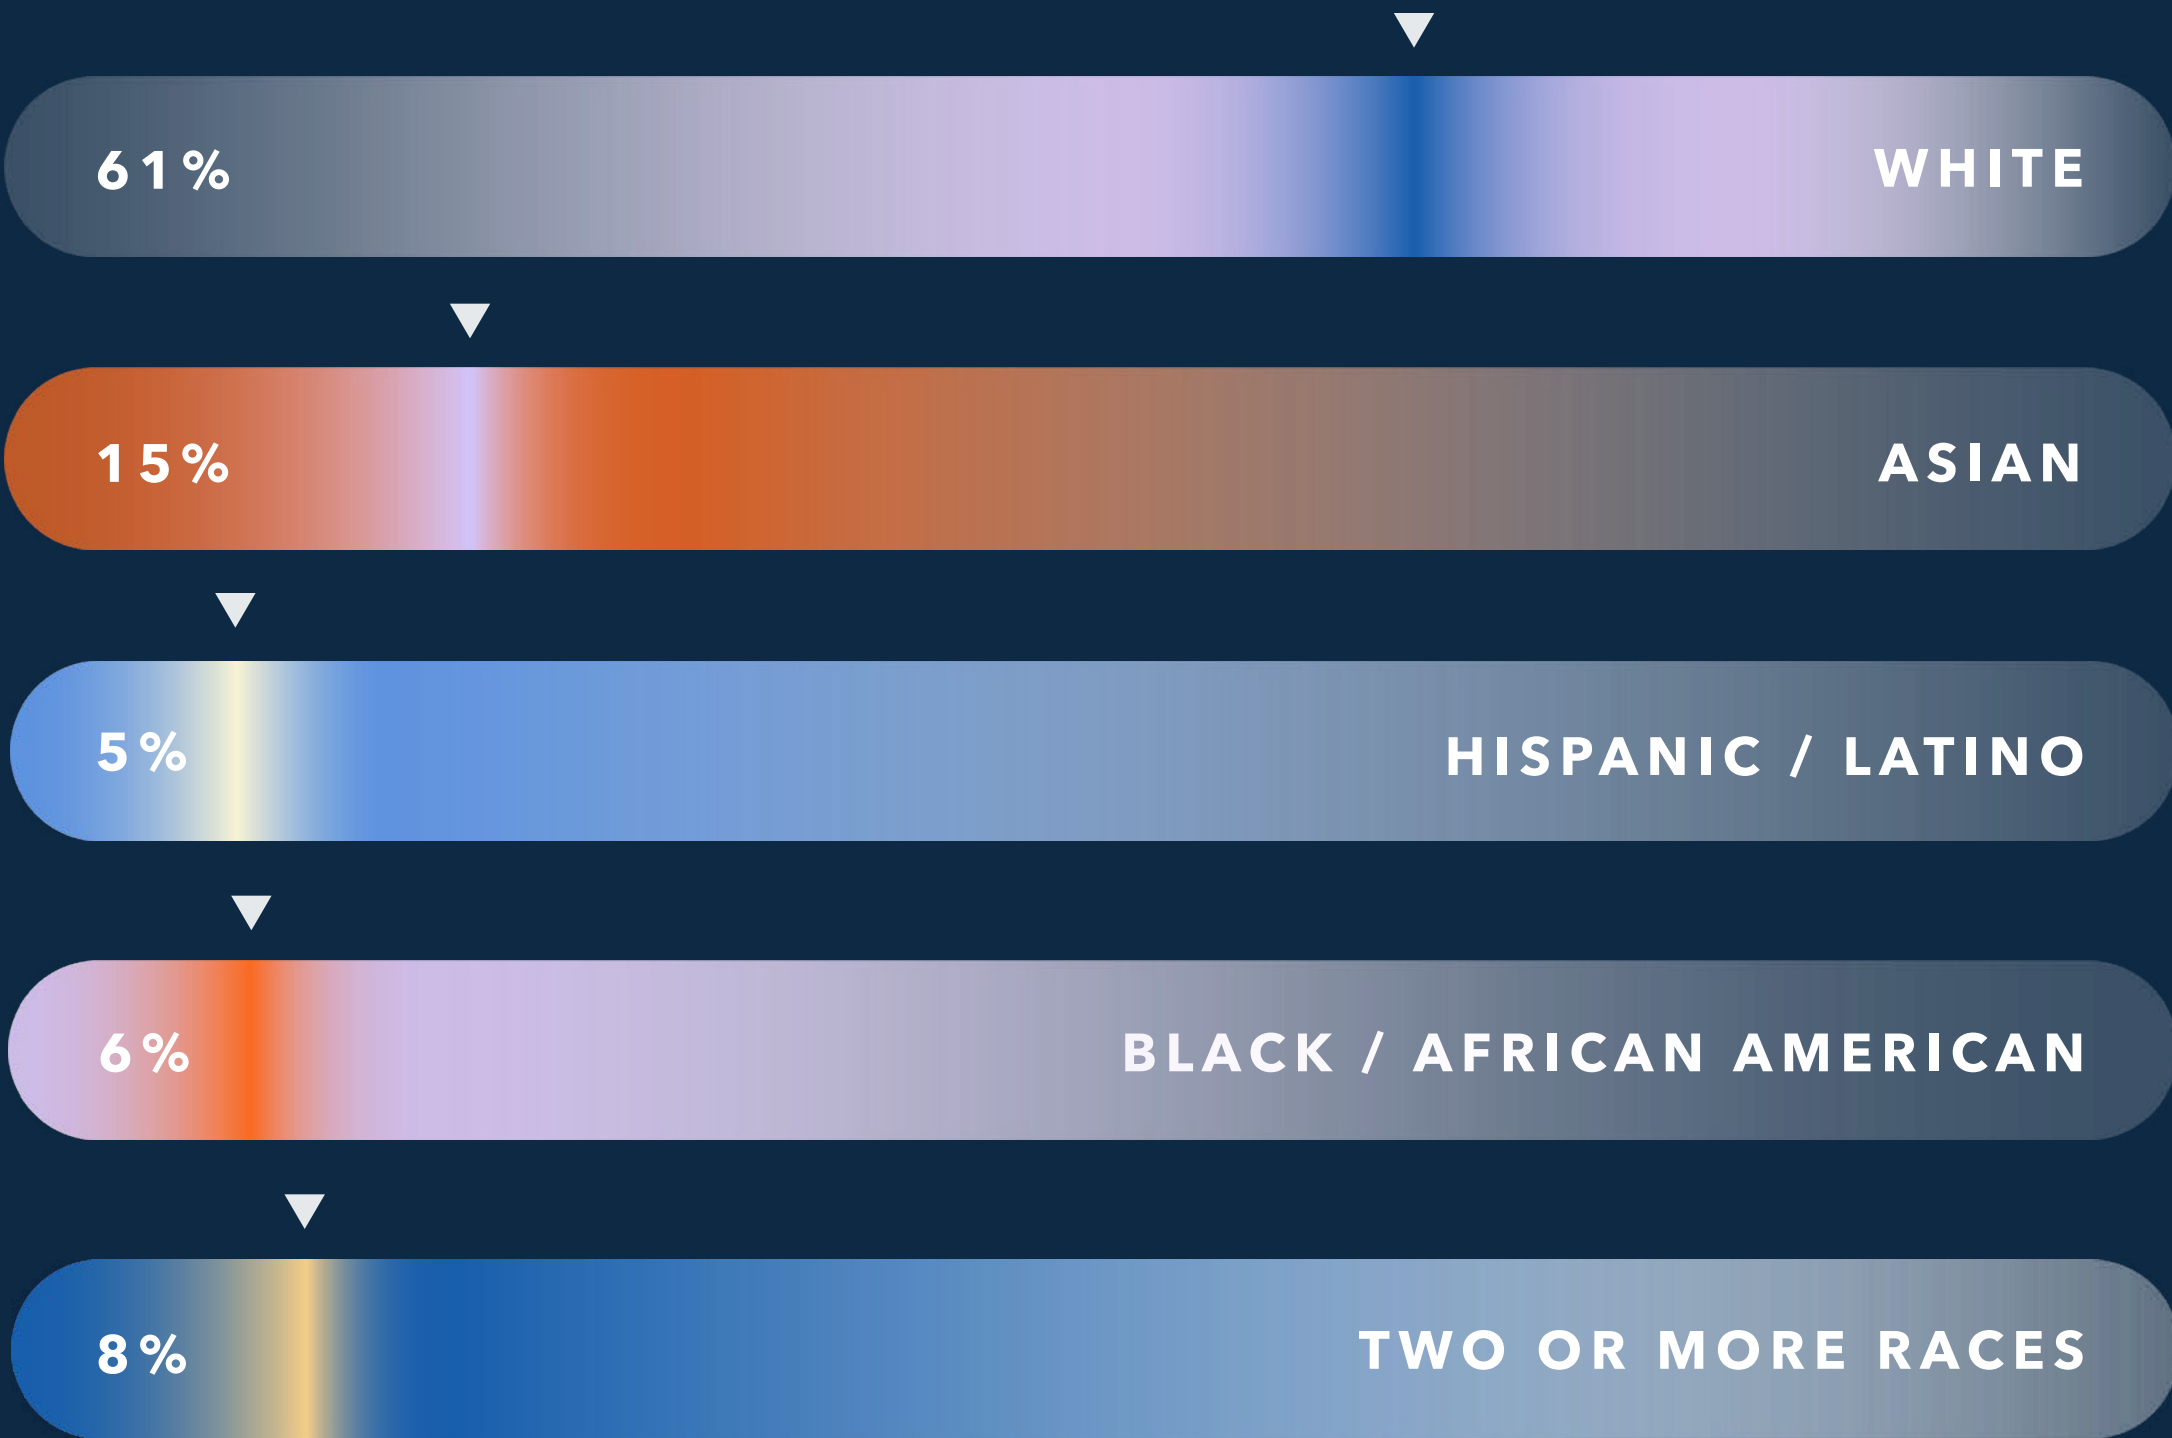 61% WHITE
15% ASIAN
5% HISPANIC / LATINO
6% BLACK / AFRICAN AMERICAN
8% TWO OR MORE RACES